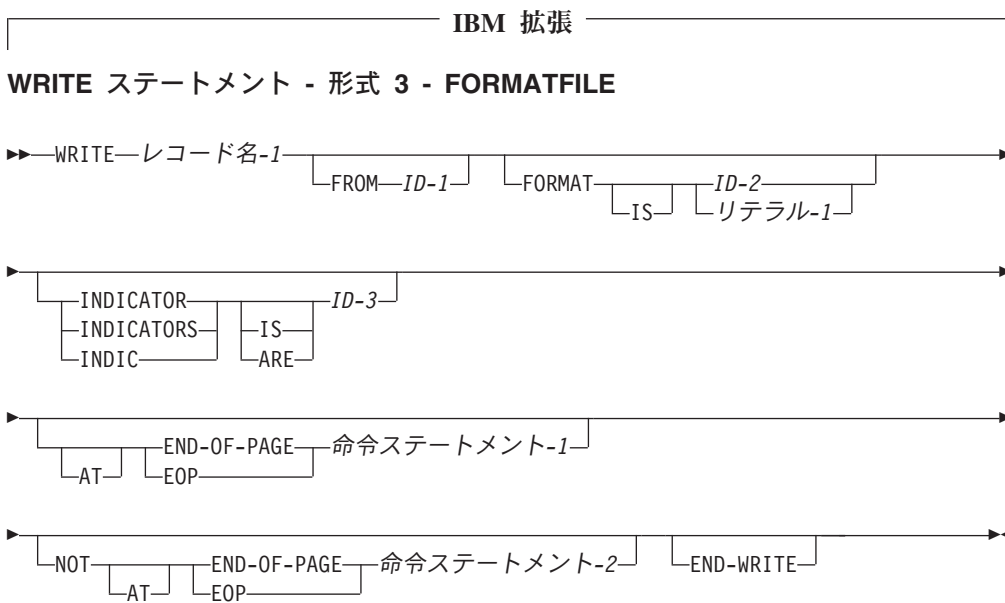 IBM 拡張
WRITE ステートメント - 形式 3 - FORMATFILE
WRITE レコード名-1 FROM ID-1 FORMAT IS ID-2 リテラル-1
INDICATOR INDICATORS INDIC IS ARE ID-3
AT END-OF-PAGE EOP 命令ステートメント-1
NOT AT END-OF-PAGE EOP 命令ステートメント-2 END-WRITE